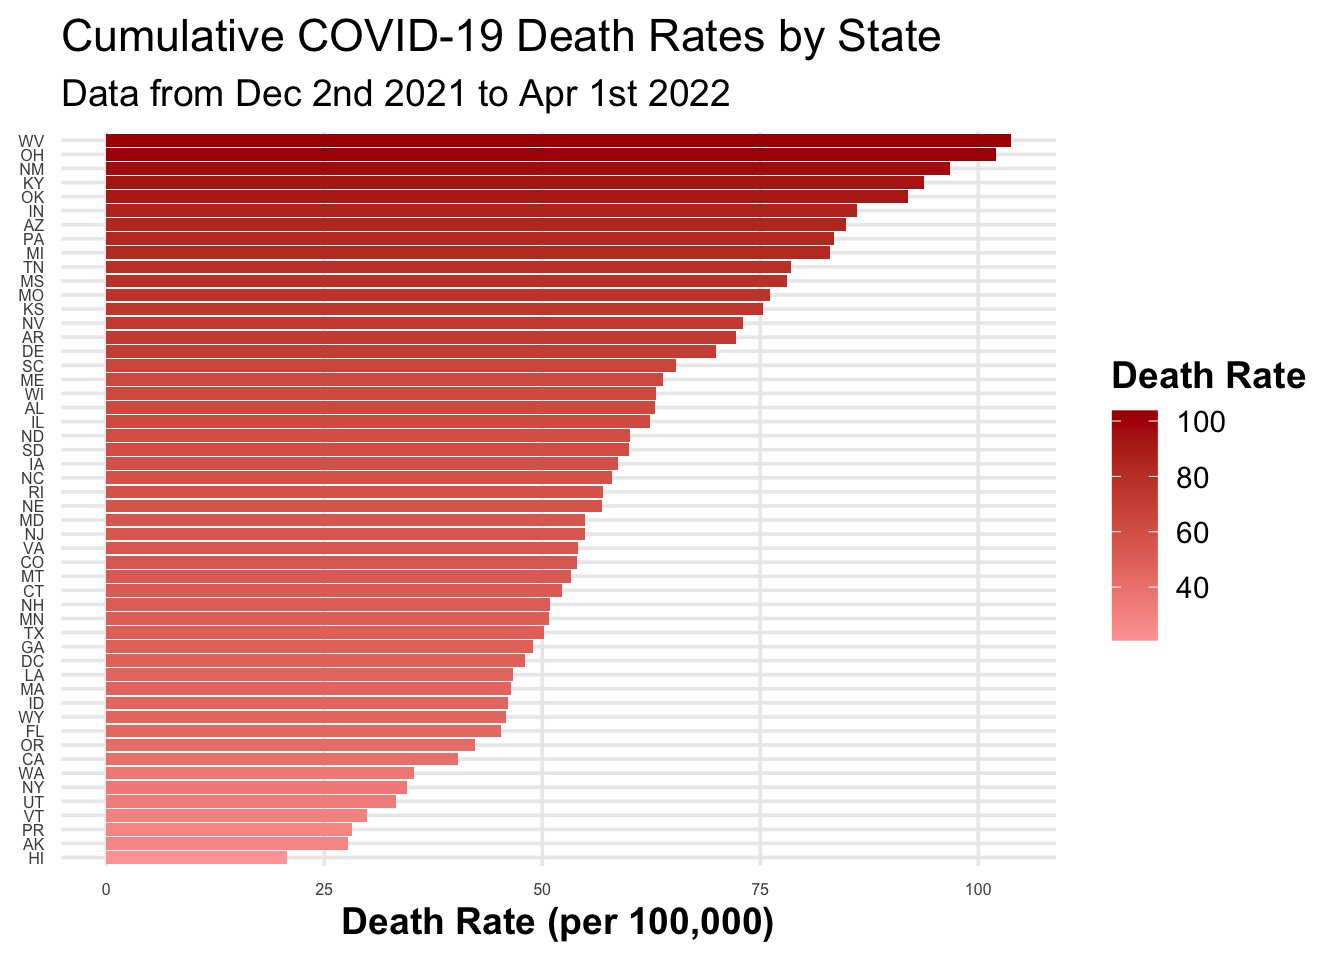 Cumulative COVID-19 Death Rates by State
Data from Dec 2nd 2021 to Apr 1st 2022
WV
OH
NM
KY
OK
IN
AZ
PA
MI
TN
MS
MO
KS
NV
AR
DE
SC
ME
WI
AL
IL
ND
SD
IA
NC
RI
NE
MD
NJ
VA
CO
MT
CT
NH
MN
TX
GA
DC
LA
MA
ID
WY
FL
OR
CA
WA
NY
UT
VT
PR
AK
HI
0 25 50 75 100
Death Rate (per 100,000)
Death Rate
100
80
60
40